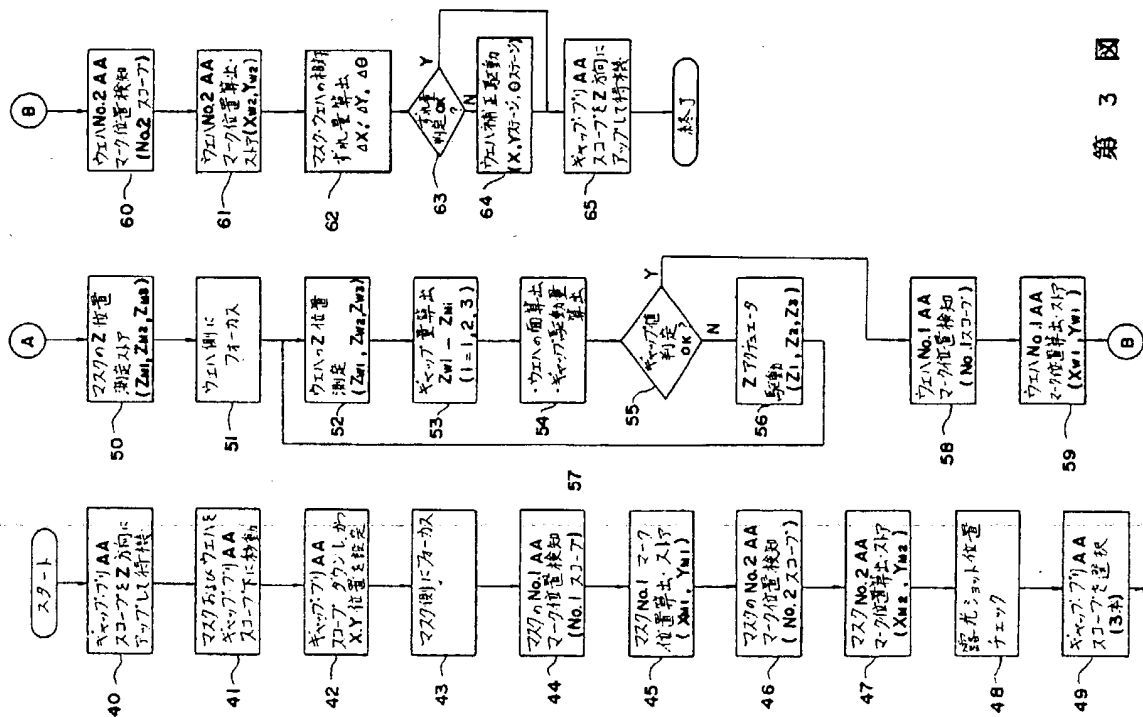 第 3 図
スタート
ギャップ・プリAA
スコープをZ方向に
アップして待機
40
マスクおよびウェハを
ギャップ・プリAA
スコープ下に移動
41
ギャップ・プリAA
スコープ ダウンしかつ
X,Y位置を設定
42
マスク側にフォーカス
43
マスクのNo.1 AA
マーク位置検知
(No.1 スコープ)
44
マスクNo.1 マーク
位置算出・ストア
(XM1, YM1)
45
マスクのNo.2 AA
マーク位置検知
(No.2 スコープ)
46
マスクNo.2 AA
マーク位置算出・ストア
(XM2, YM2)
47
露光ショット位置
チェック
48
ギャップ・プリAA
スコープを選択
(3本)
49
A
マスクのZ位置
測定ストア
(ZM1, ZM2, ZM3)
50
ウェハ側に
フォーカス
51
ウェハのZ位置
測定
(ZW1, ZW2, ZW3)
52
ギャップ量算出
ZWi - ZMi
(i = 1, 2, 3)
53
・ウェハの面算出
・ギャップ駆動量
算出
54
ギャップ値
判定
OK?
55
Y
N
Zアクチュエータ
駆動
(Z1, Z2, Z3)
56
57
ウェハNo.1 AA
マーク位置検知
(No.1スコープ)
58
ウェハNo.1 AA
マーク位置算出・ストア
(XW1, YW1)
59
B
B
ウェハNo.2 AA
マーク位置検知
(No.2 スコープ)
60
ウェハNo.2 AA
マーク位置算出・
ストア(XW2, YW2)
61
マスク・ウェハの相対
ずれ量算出
ΔX, ΔY, Δθ
62
ずれ量
判定OK
?
63
Y
N
ウェハ補正駆動
(X,Yステージ, θステージ)
64
ギャップ・プリAA
スコープをZ方向に
アップして待機
65
終了